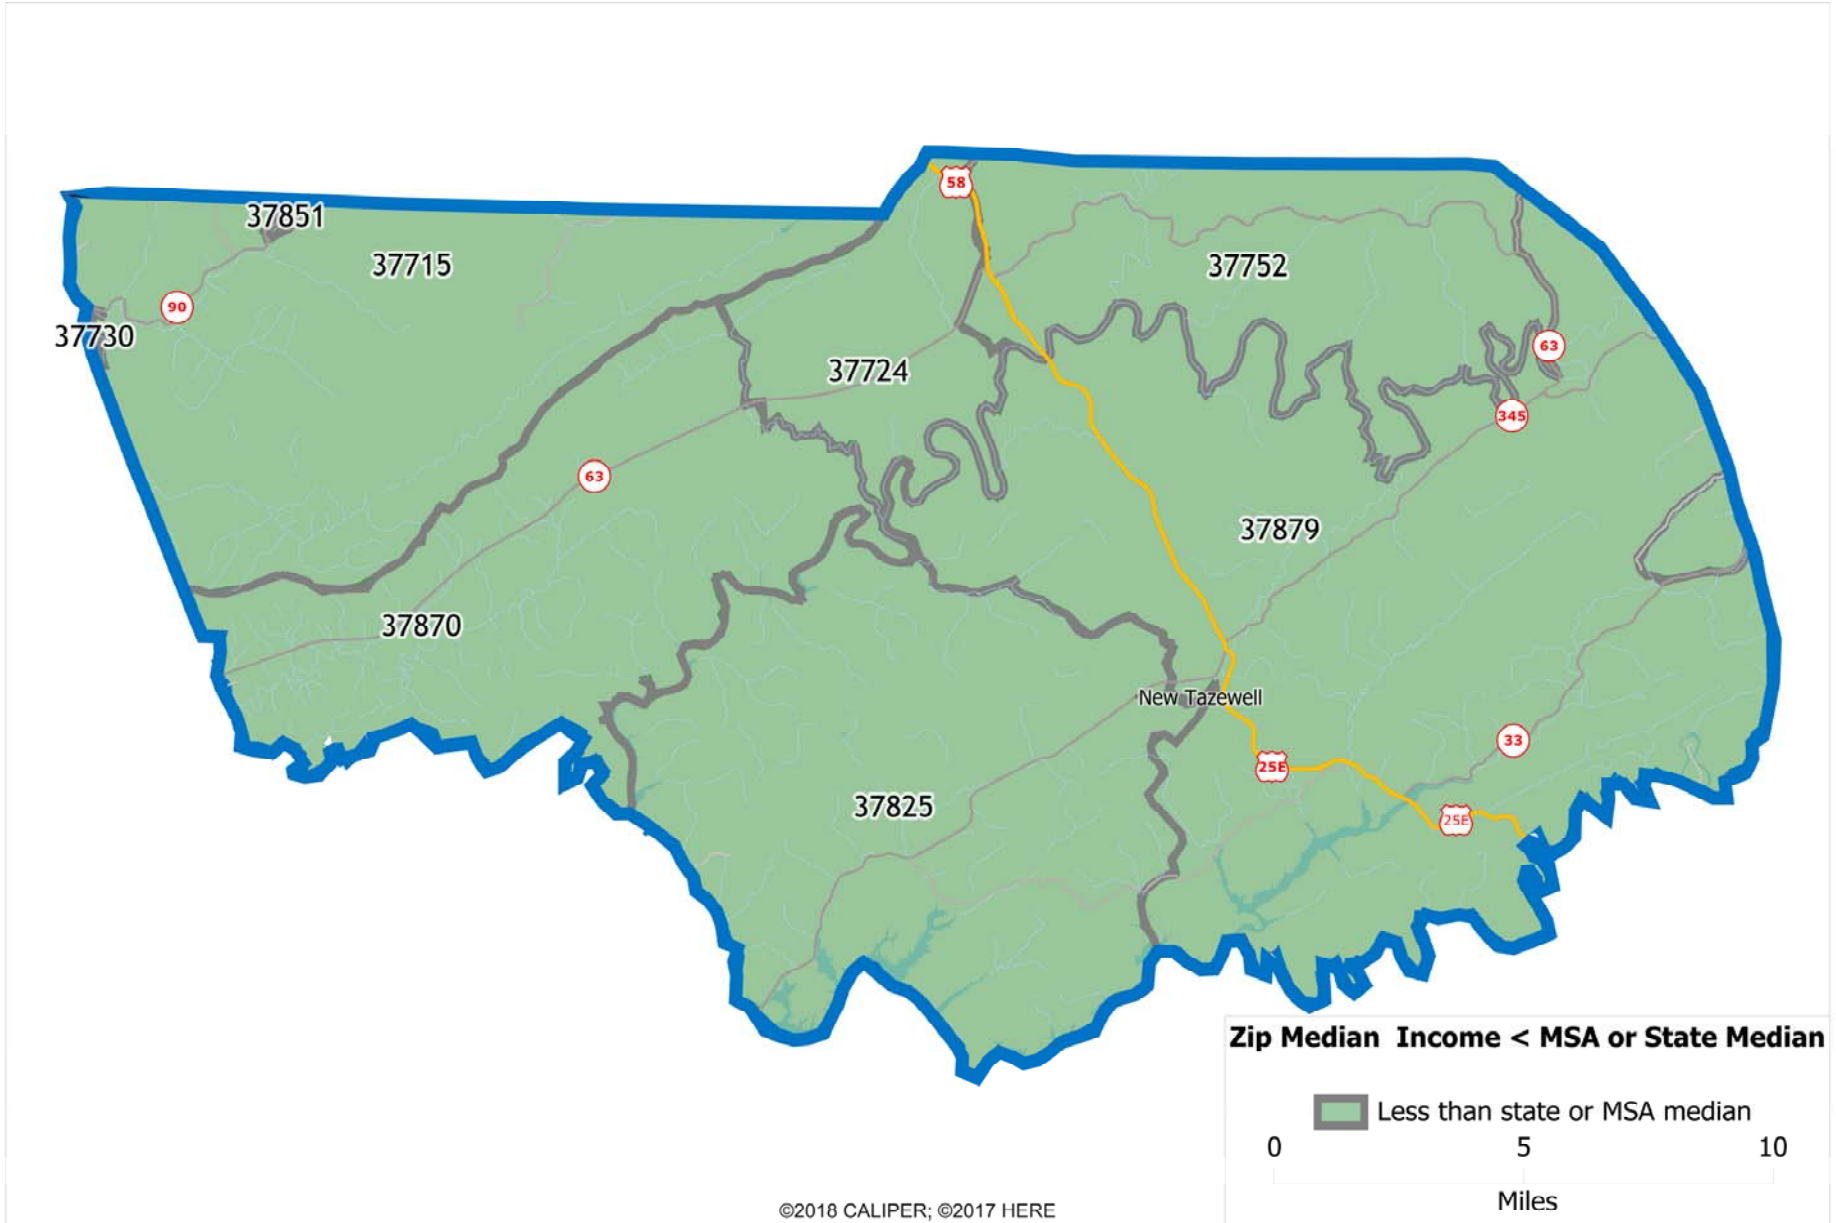 58
37851
37715
37752
90
37730
63
37724
345
63
37879
37870
New Tazewell
33
25E
37825
25E
Zip Median Income < MSA or State Median
Less than state or MSA median
0 5 10
Miles
©2018 CALIPER; ©2017 HERE